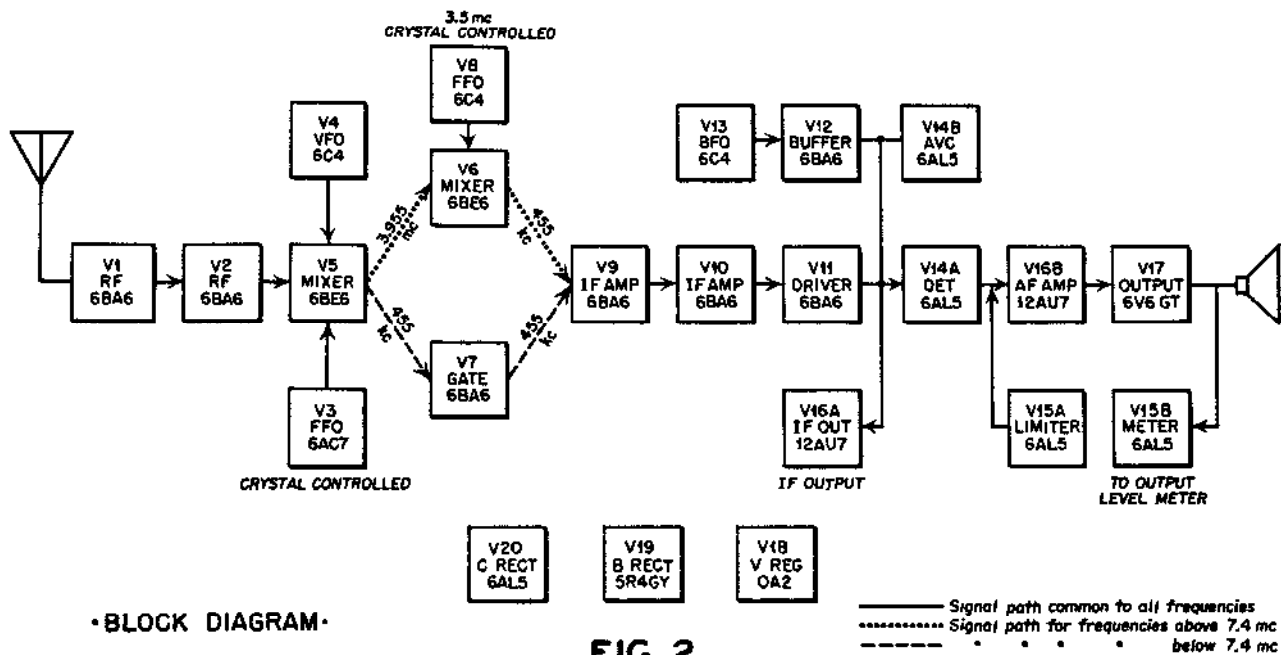 3.5 mc
CRYSTAL CONTROLLED
V8
FFO
6C4
V4
VFO
6C4
V6
MIXER
6BE6
V13
BFO
6C4
V12
BUFFER
6BA6
V14B
AVC
6AL5
3.955
mc
455
kc
V1
RF
6BA6
V2
RF
6BA6
V5
MIXER
6BE6
V9
IF AMP
6BA6
V10
IF AMP
6BA6
V11
DRIVER
6BA6
V14A
DET
6AL5
V16B
AF AMP
12AU7
V17
OUTPUT
6V6 GT
455
kc
455
kc
V7
GATE
6BA6
V3
FFO
6AC7
CRYSTAL CONTROLLED
V16A
IF OUT
12AU7
IF OUTPUT
V15A
LIMITER
6AL5
V15B
METER
6AL5
TO OUTPUT
LEVEL METER
V20
C RECT
6AL5
V19
B RECT
5R4GY
V18
V REG
OA2
•BLOCK DIAGRAM•
FIG. 2
Signal path common to all frequencies
Signal path for frequencies above 7.4 mc
" " " " below 7.4 mc